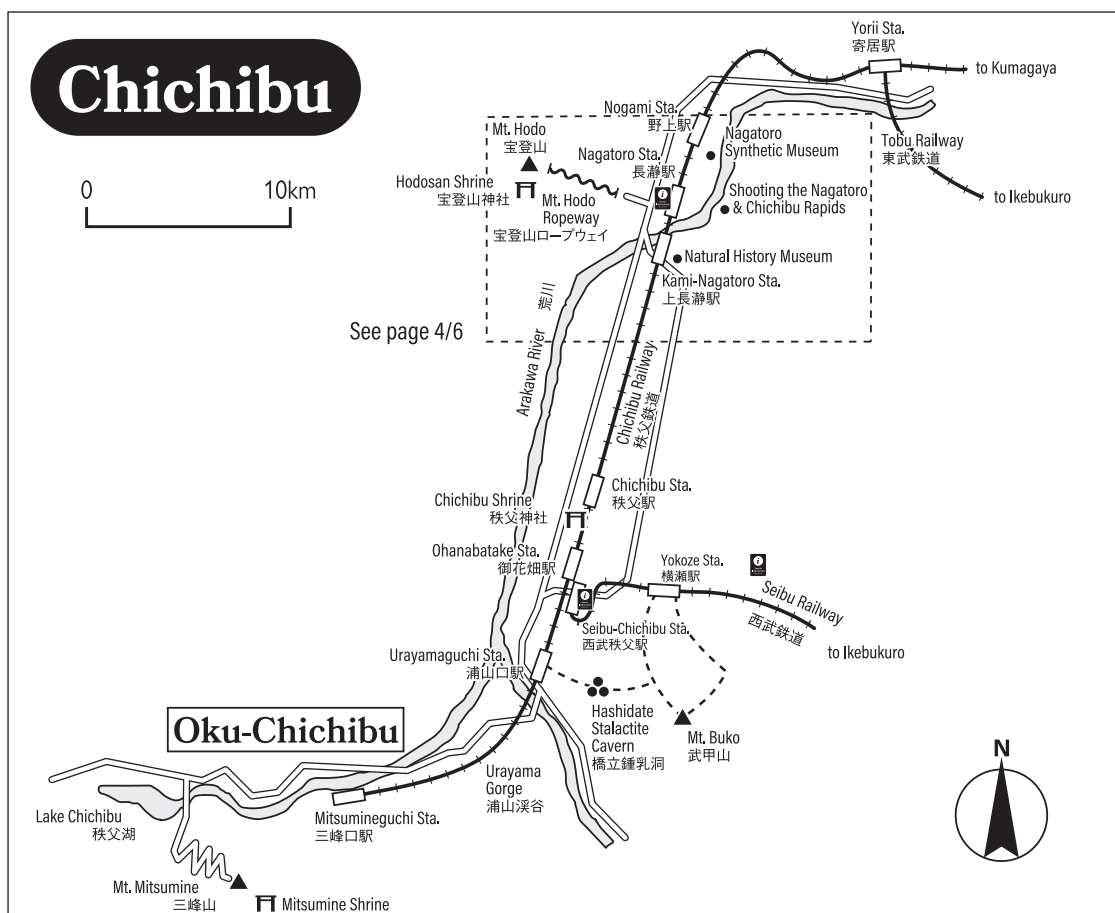 Chichibu
0
10km
Yorii Sta.
寄居駅
to Kumagaya
Nogami Sta.
野上駅
Tobu Railway
東武鉄道
to Ikebukuro
Mt. Hodo
宝登山
Nagatoro Sta.
長瀞駅
Nagatoro
Synthetic Museum
Hodosan Shrine
宝登山神社
Mt. Hodo
Ropeway
宝登山ロープウェイ
Shooting the Nagatoro
& Chichibu Rapids
Natural History Museum
Kami-Nagatoro Sta.
上長瀞駅
See page 4/6
Arakawa River
荒川
Chichibu Railway
秩父鉄道
Chichibu Sta.
秩父駅
Chichibu Shrine
秩父神社
Ohanabatake Sta.
御花畑駅
Yokoze Sta.
横瀬駅
Seibu Railway
西武鉄道
to Ikebukuro
Seibu-Chichibu Sta.
西武秩父駅
Urayamaguchi Sta.
浦山口駅
Hashidate
Stalactite
Cavern
橋立鍾乳洞
Mt. Buko
武甲山
Oku-Chichibu
Urayama
Gorge
浦山渓谷
Lake Chichibu
秩父湖
Mitsumineguchi Sta.
三峰口駅
Mt. Mitsumine
三峰山
Mitsumine Shrine
N